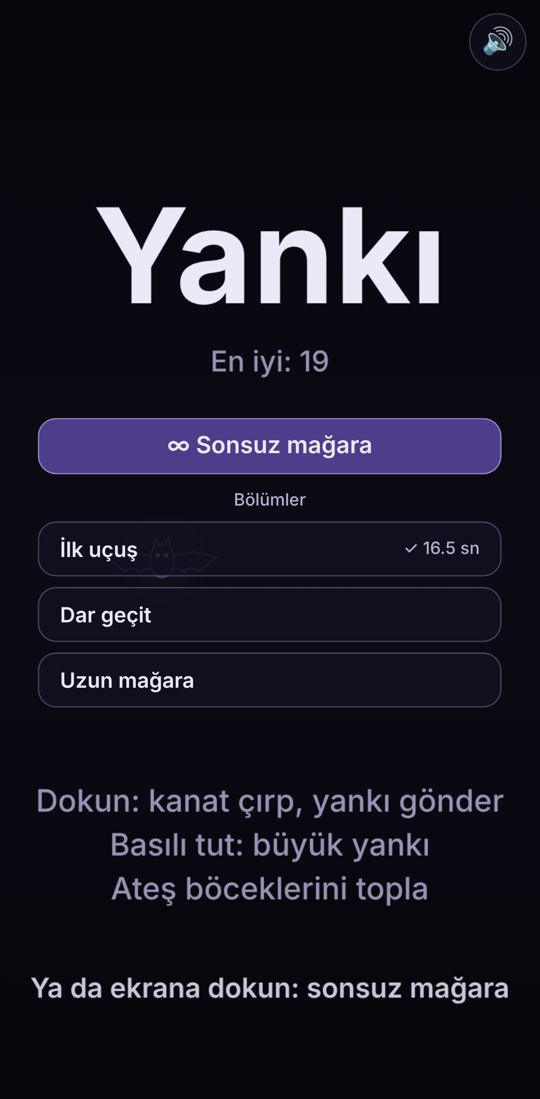 Yankı
En iyi: 19
∞ Sonsuz mağara
Bölümler
İlk uçuş ✓ 16.5 sn
Dar geçit
Uzun mağara
Dokun: kanat çırp, yankı gönder
Basılı tut: büyük yankı
Ateş böceklerini topla
Ya da ekrana dokun: sonsuz mağara